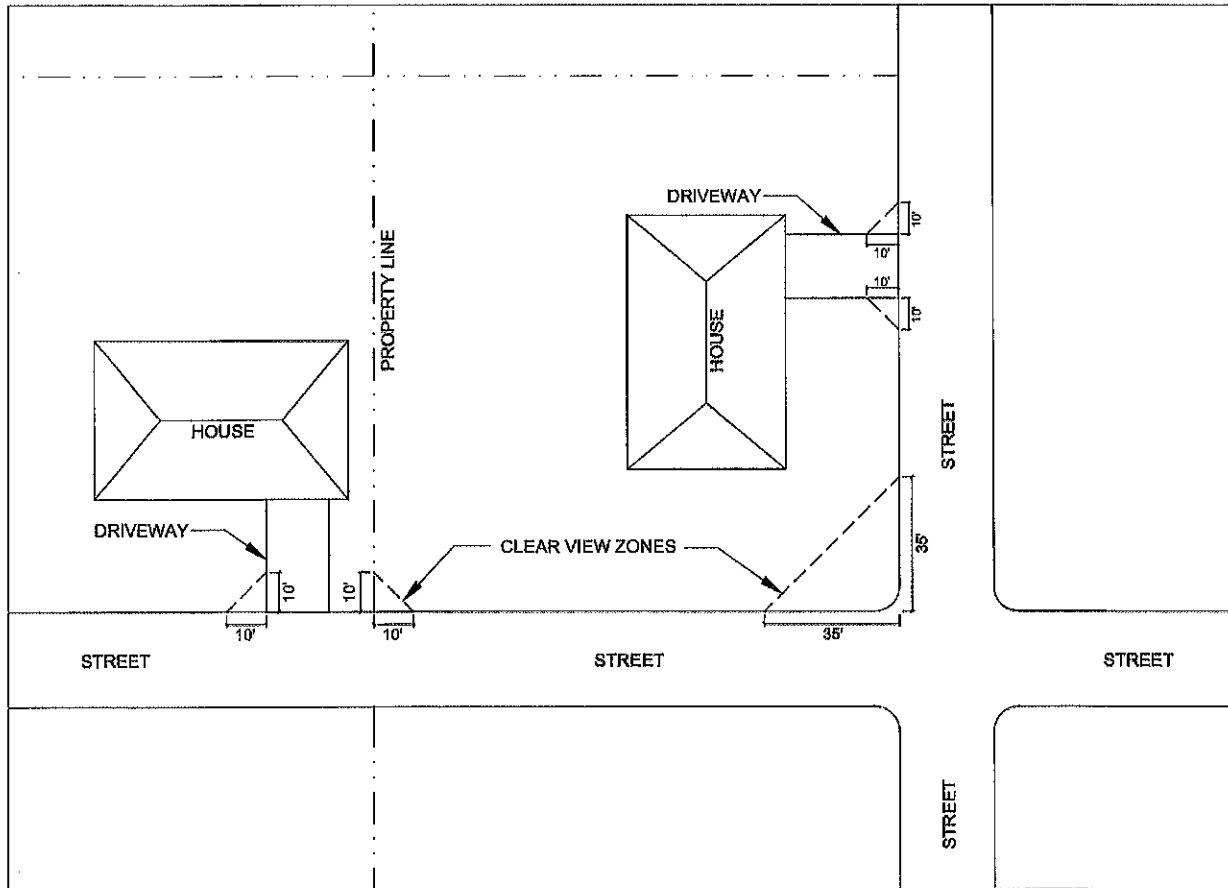 DRIVEWAY
10'
10'
10'
10'
PROPERTY LINE
HOUSE
HOUSE
STREET
DRIVEWAY
CLEAR VIEW ZONES
35'
10'
10'
10'
10'
35'
STREET
STREET
STREET
STREET